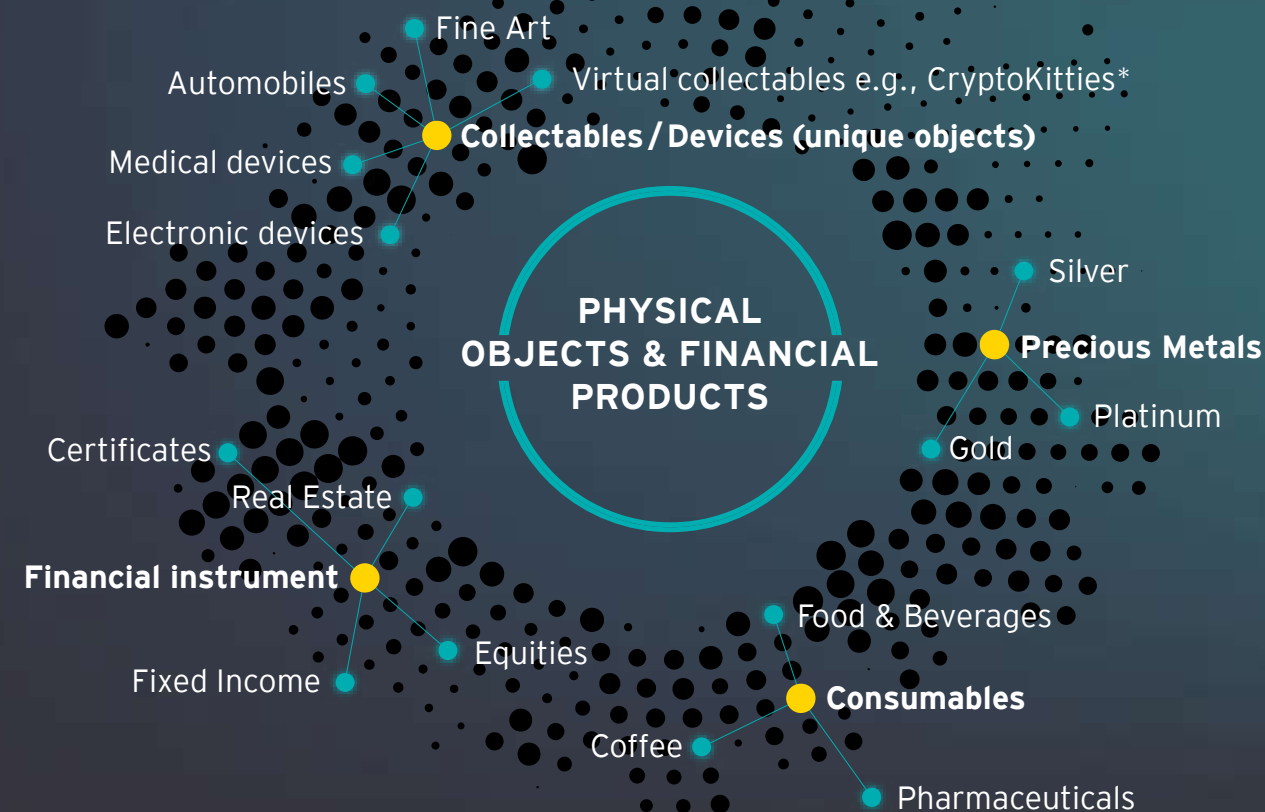 Fine Art
Automobiles
Virtual collectables e.g., CryptoKitties*
Collectables / Devices (unique objects)
Medical devices
Electronic devices
Silver
PHYSICAL
OBJECTS & FINANCIAL
PRODUCTS
Precious Metals
Platinum
Gold
Certificates
Real Estate
Financial instrument
Equities
Fixed Income
Food & Beverages
Consumables
Coffee
Pharmaceuticals